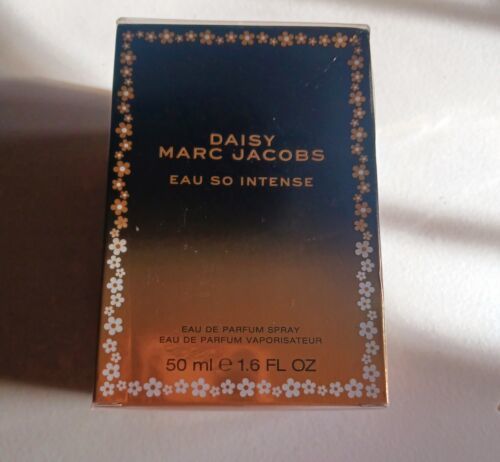 DAISY
MARC JACOBS
EAU SO INTENSE
EAU DE PARFUM SPRAY
EAU DE PARFUM VAPORISATEUR
50 ml ℮ 1.6 FL OZ